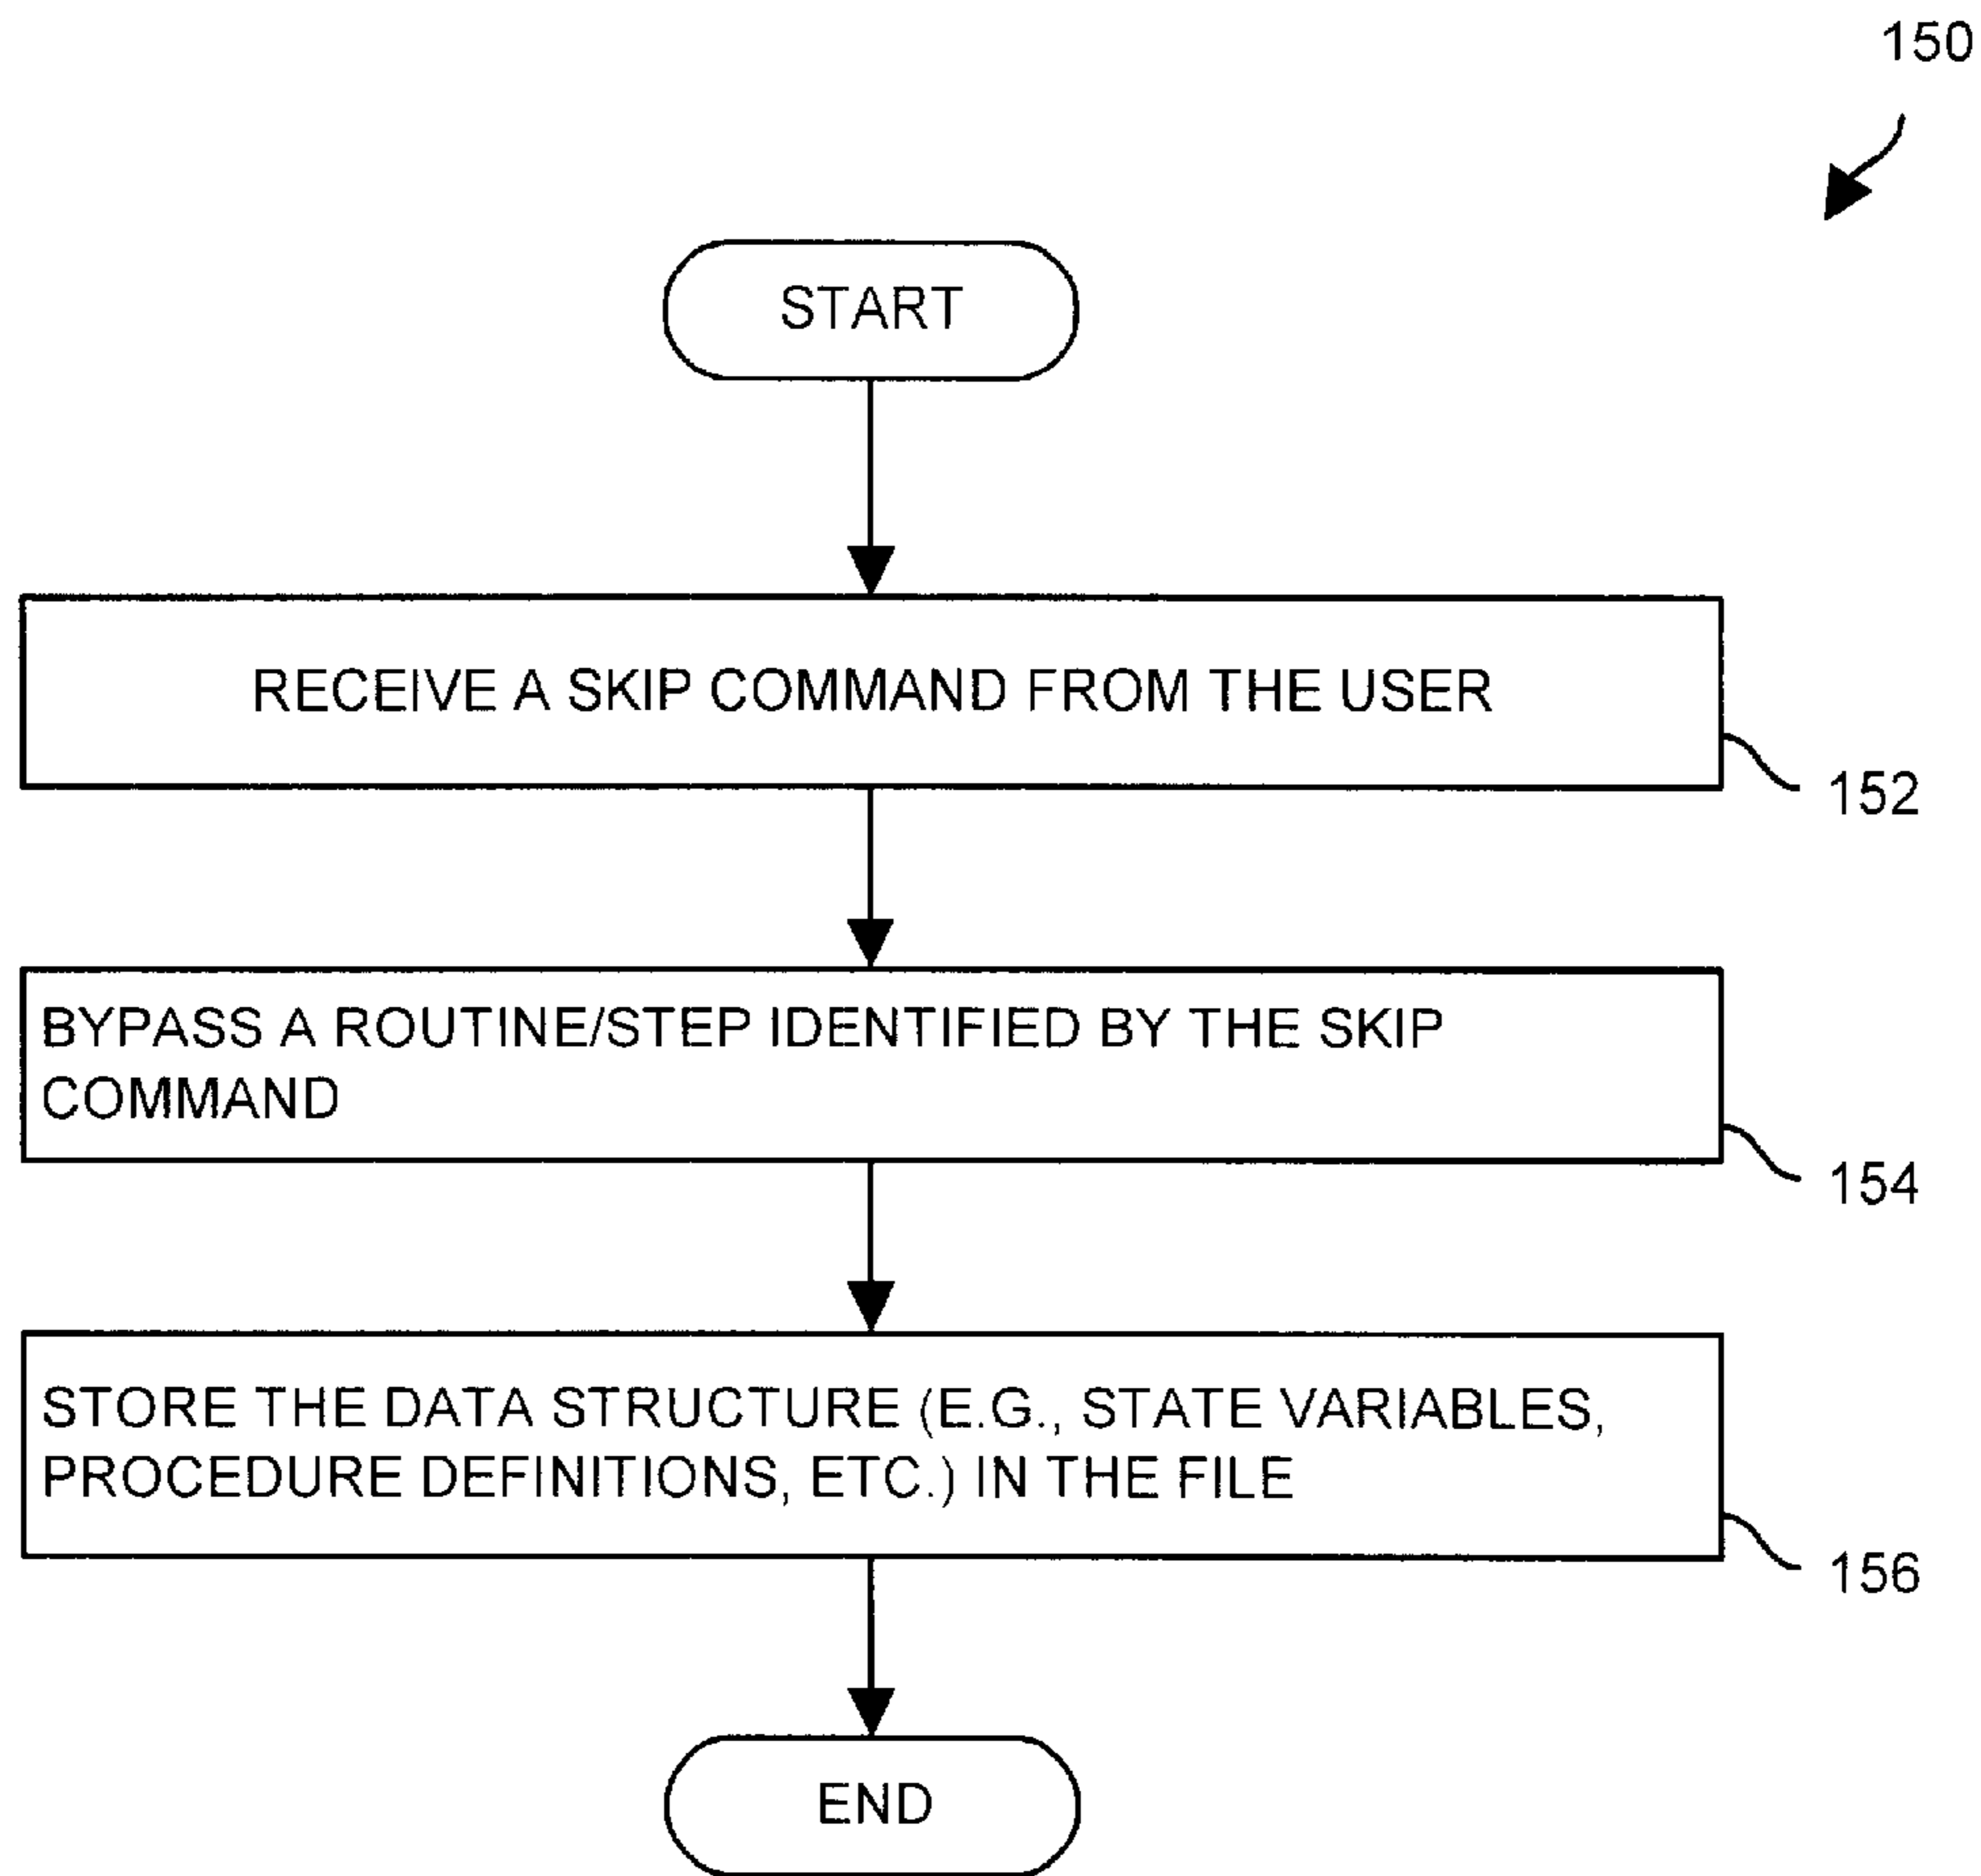 150
START
RECEIVE A SKIP COMMAND FROM THE USER
152
BYPASS A ROUTINE/STEP IDENTIFIED BY THE SKIP
COMMAND
154
STORE THE DATA STRUCTURE (E.G., STATE VARIABLES,
PROCEDURE DEFINITIONS, ETC.) IN THE FILE
156
END